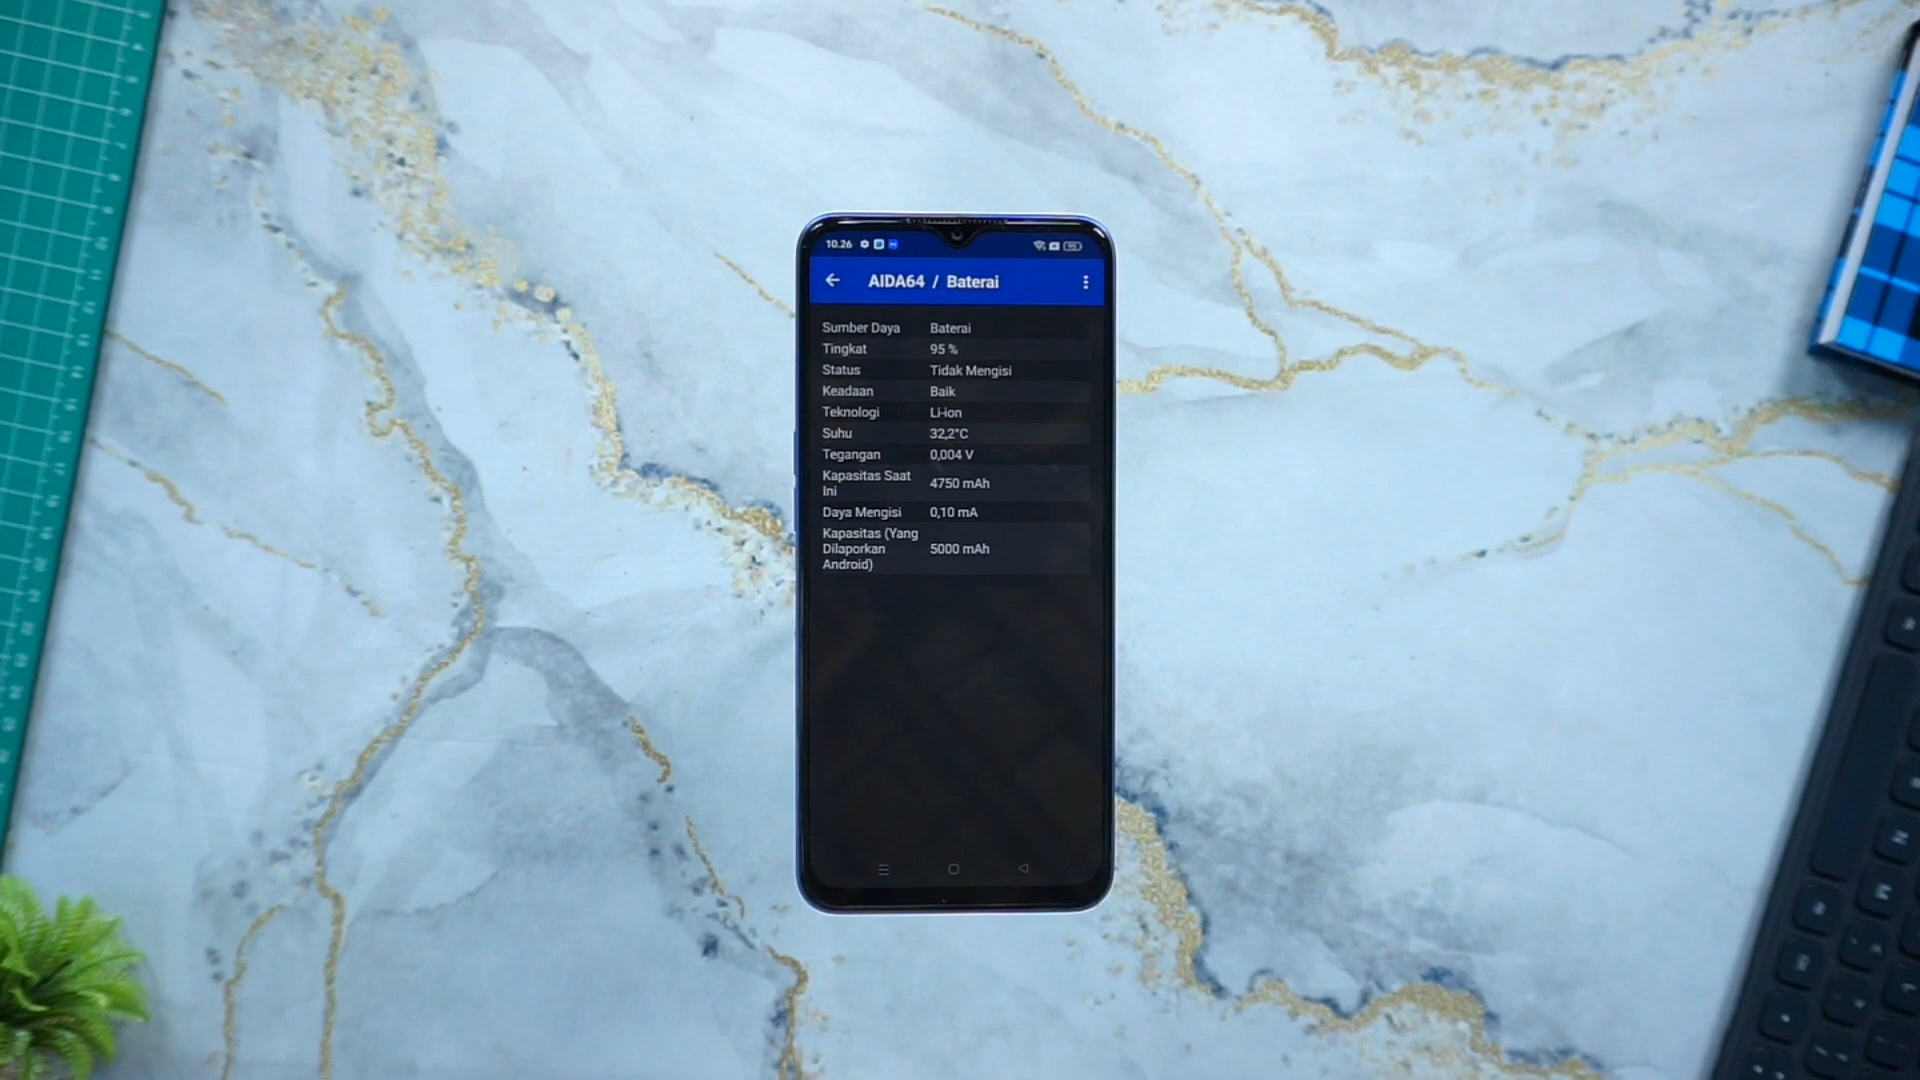 10.26
AIDA64 / Baterai
Sumber Daya Baterai
Tingkat 95 %
Status Tidak Mengisi
Keadaan Baik
Teknologi Li-ion
Suhu 32,2°C
Tegangan 0,004 V
Kapasitas Saat
Ini
4750 mAh
Daya Mengisi 0,10 mA
Kapasitas (Yang
Dilaporkan
Android)
5000 mAh